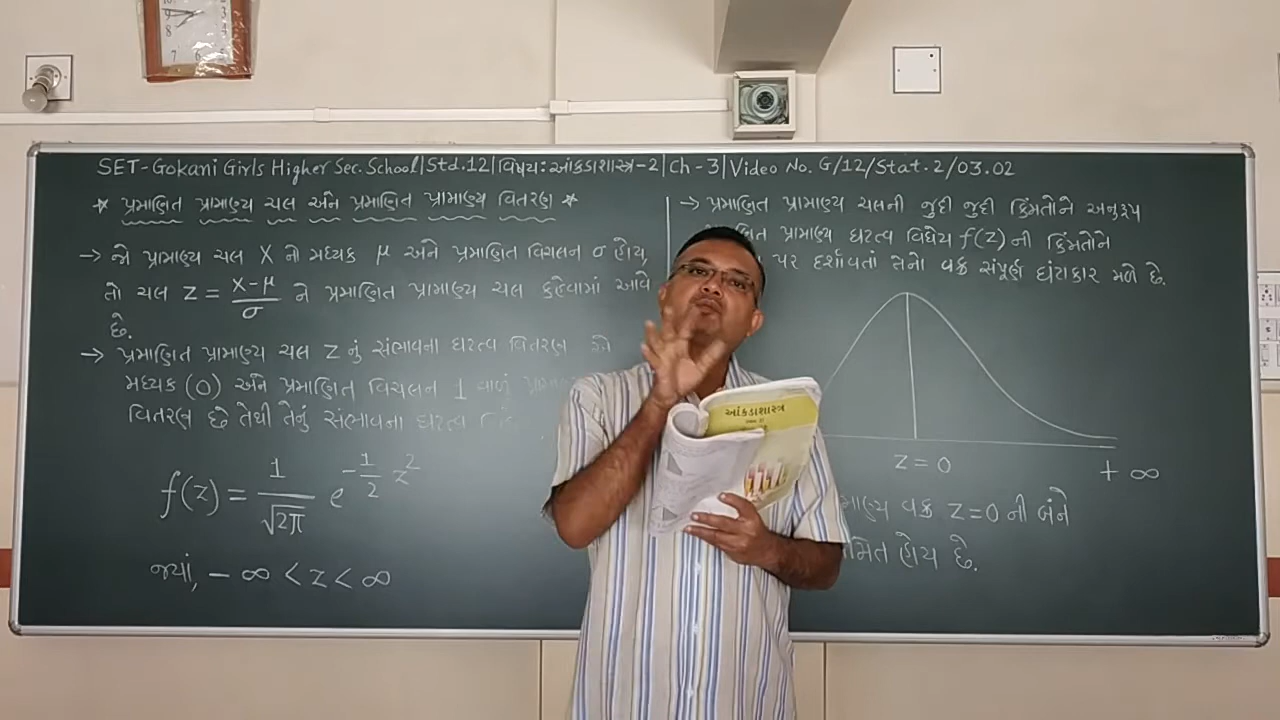 SET-Gokani Girls Higher Sec. School | Std.12 | વિષય: આંકડાશાસ્ત્ર-2 | Ch-3 | Video No. G/12/Stat.2/03.02
* પ્રમાણિત પ્રામાણ્ય ચલ અને પ્રમાણિત પ્રામાણ્ય વિતરણ *
→ જો પ્રામાણ્ય ચલ X નો મધ્યક μ અને પ્રમાણિત વિચલન σ હોય,
તો ચલ Z = (X-μ)/σ ને પ્રમાણિત પ્રામાણ્ય ચલ કહેવામાં આવે
છે.
→ પ્રમાણિત પ્રામાણ્ય ચલ Z નું સંભાવના ઘટત્વ વિતરણ
મધ્યક (0) અને પ્રમાણિત વિચલન 1 વાળું
વિતરણ છે તેથી તેનું સંભાવના ઘટત્વ
f(z) = 1/√2π e^(-1/2 z²)
જ્યાં, -∞ < z < ∞
→ પ્રમાણિત પ્રામાણ્ય ચલની જુદી જુદી કિંમતોને અનુરૂપ
પ્રામાણ્ય ઘટત્વ વિધેય f(z) ની કિંમતોને
પર દર્શાવતાં તેનો વક્ર સંપૂર્ણ ઘંટાકાર મળે છે.
Z = 0
+ ∞
વક્ર Z=0 ની બંને
હોય છે.
આંકડાશાસ્ત્ર